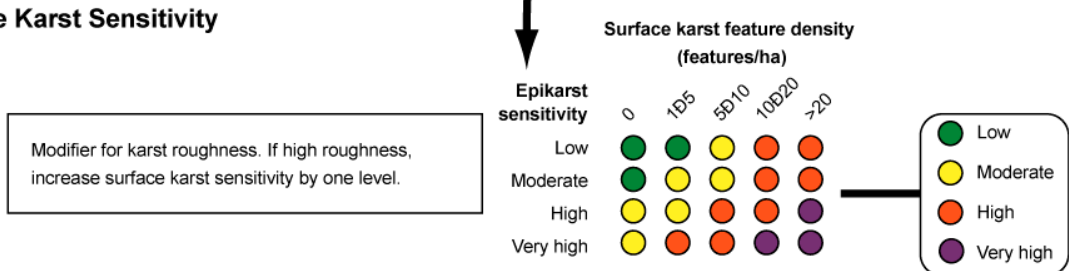 e Karst Sensitivity
Surface karst feature density
(features/ha)
Epikarst
sensitivity
0 1Ð5 5Ð10 10Ð20 >20
Low
Moderate
High
Very high
Modifier for karst roughness. If high roughness,
increase surface karst sensitivity by one level.
Low
Moderate
High
Very high